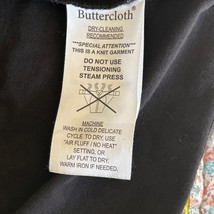 Buttercloth®
DRY-CLEANING
RECOMMENDED
***SPECIAL ATTENTION***
THIS IS A KNIT GARMENT
DO NOT USE
TENSIONING
STEAM PRESS
MACHINE
WASH IN COLD DELICATE
CYCLE. TO DRY, USE
"AIR FLUFF / NO HEAT"
SETTING, OR
LAY FLAT TO DRY.
WARM IRON IF NEEDED.